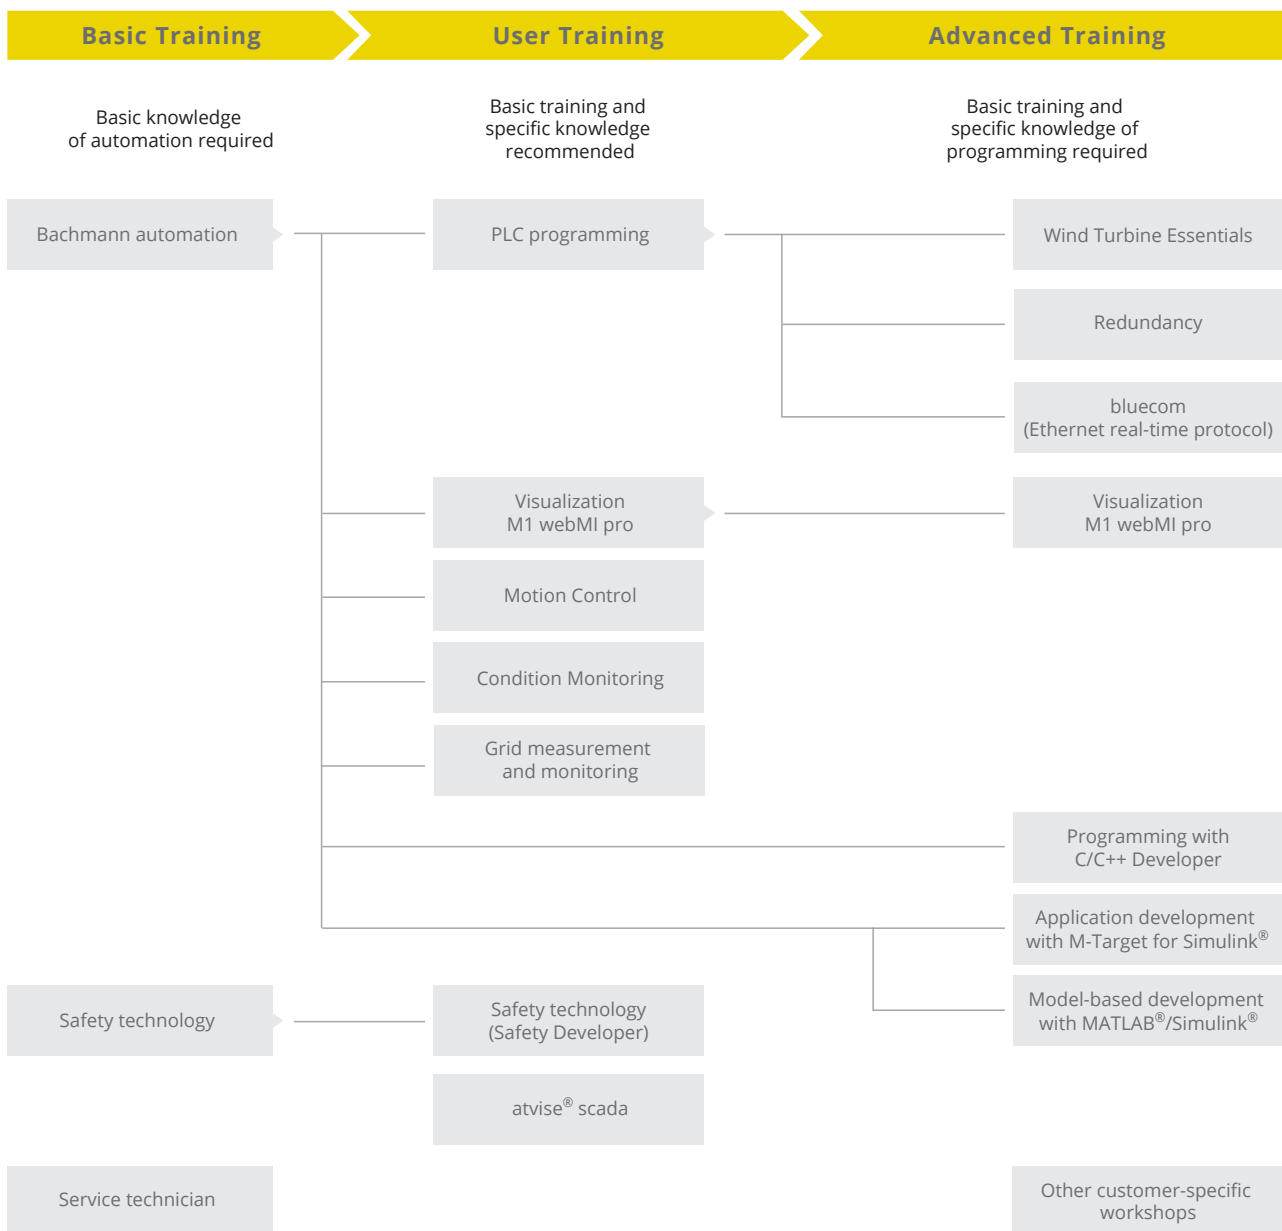 Basic Training
User Training
Advanced Training
Basic knowledge
of automation required
Basic training and
specific knowledge
recommended
Basic training and
specific knowledge of
programming required
Bachmann automation
PLC programming
Wind Turbine Essentials
Redundancy
bluecom
(Ethernet real-time protocol)
Visualization
M1 webMI pro
Visualization
M1 webMI pro
Motion Control
Condition Monitoring
Grid measurement
and monitoring
Programming with
C/C++ Developer
Application development
with M-Target for Simulink®
Safety technology
Safety technology
(Safety Developer)
Model-based development
with MATLAB®/Simulink®
atvise® scada
Service technician
Other customer-specific
workshops